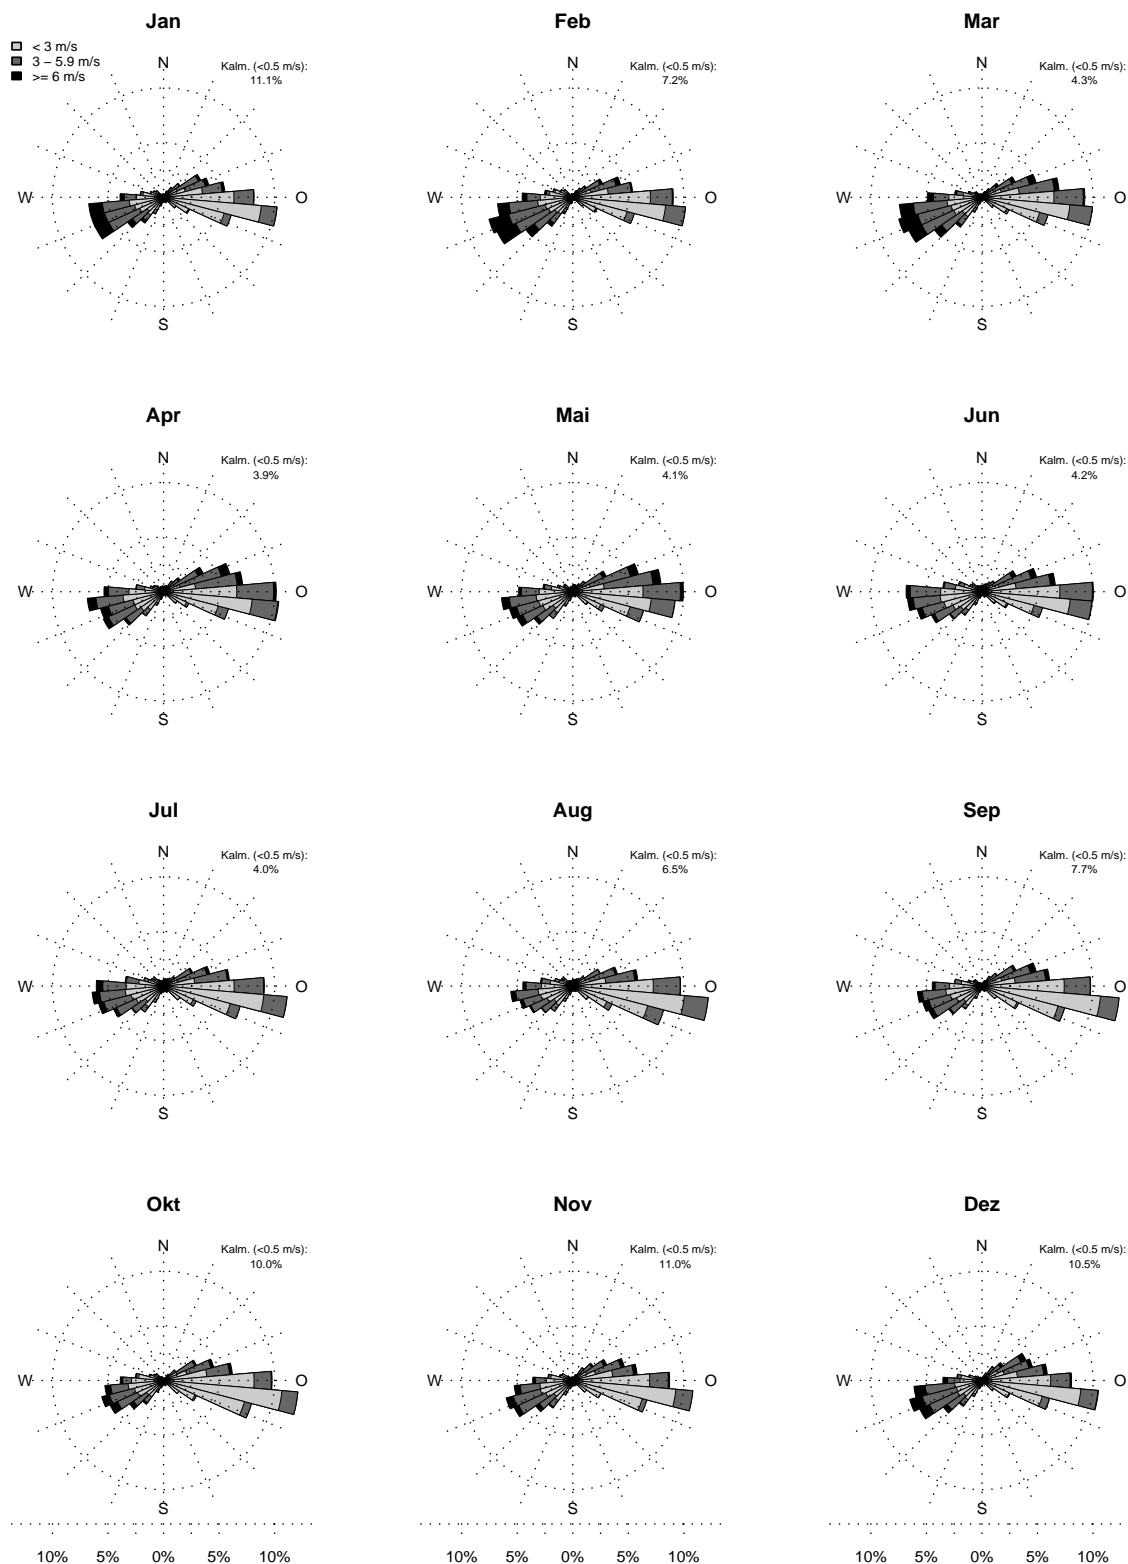 Jan
< 3 m/s
3 – 5.9 m/s
>= 6 m/s
N
Kalm. (<0.5 m/s):
11.1%
W
O
S
Feb
N
Kalm. (<0.5 m/s):
7.2%
W
O
S
Mar
N
Kalm. (<0.5 m/s):
4.3%
W
O
S
Apr
N
Kalm. (<0.5 m/s):
3.9%
W
O
S
Mai
N
Kalm. (<0.5 m/s):
4.1%
W
O
S
Jun
N
Kalm. (<0.5 m/s):
4.2%
W
O
S
Jul
N
Kalm. (<0.5 m/s):
4.0%
W
O
S
Aug
N
Kalm. (<0.5 m/s):
6.5%
W
O
S
Sep
N
Kalm. (<0.5 m/s):
7.7%
W
O
S
Okt
N
Kalm. (<0.5 m/s):
10.0%
W
O
S
10% 5% 0% 5% 10%
Nov
N
Kalm. (<0.5 m/s):
11.0%
W
O
S
10% 5% 0% 5% 10%
Dez
N
Kalm. (<0.5 m/s):
10.5%
W
O
S
10% 5% 0% 5% 10%